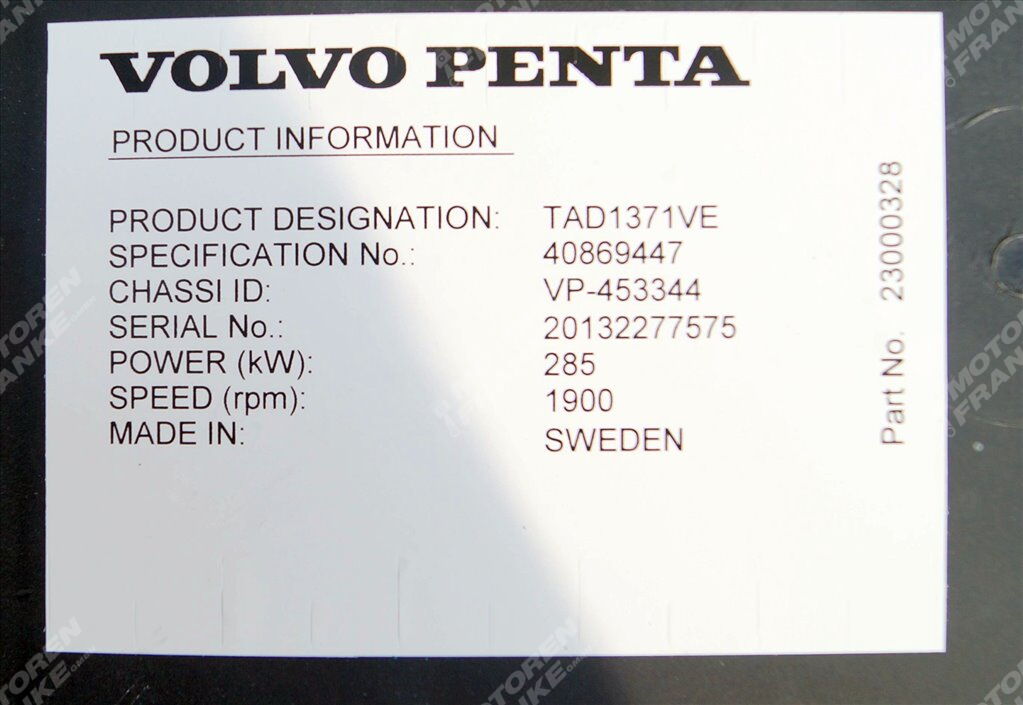 VOLVO PENTA
PRODUCT INFORMATION
PRODUCT DESIGNATION: TAD1371VE
SPECIFICATION No.: 40869447
CHASSI ID: VP-453344
SERIAL No.: 20132277575
POWER (kW): 285
SPEED (rpm): 1900
MADE IN: SWEDEN
Part No. 23000328